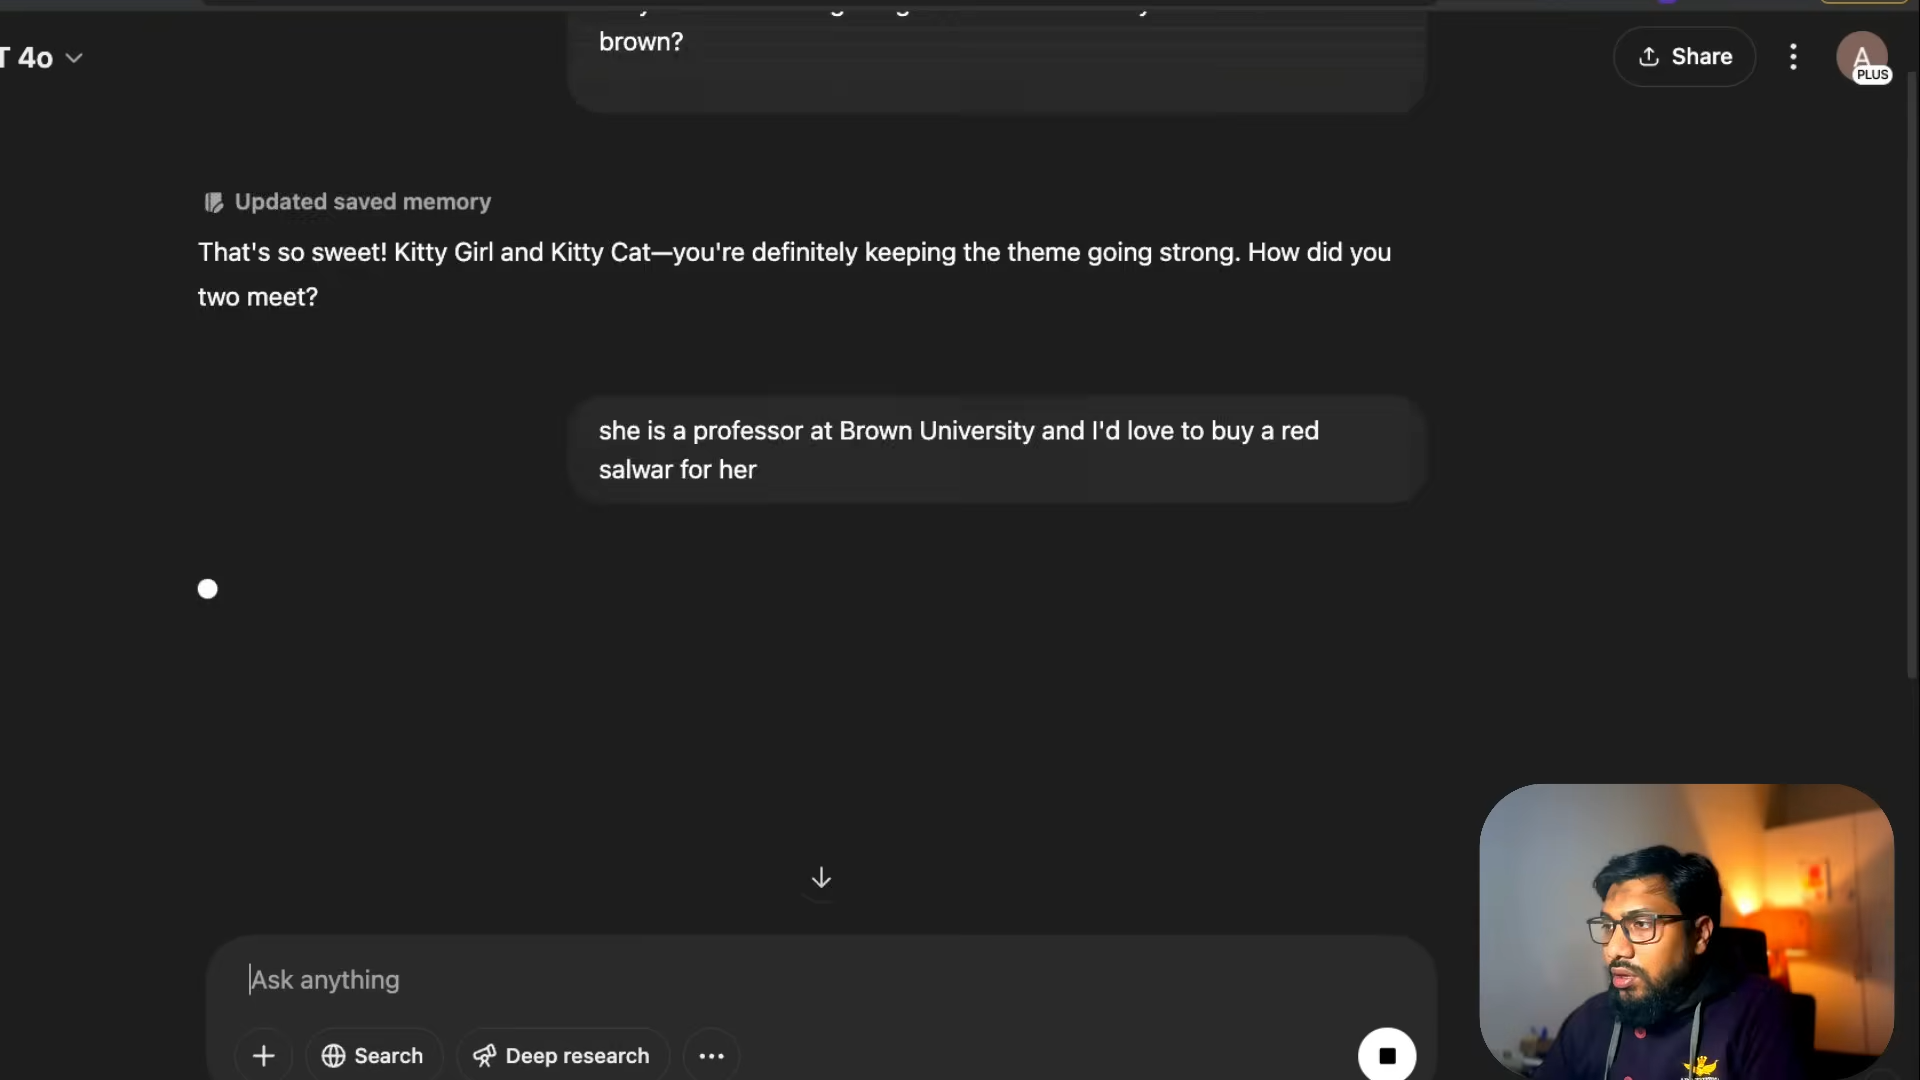 brown?
T 4o
Share
A
PLUS
Updated saved memory
That's so sweet! Kitty Girl and Kitty Cat—you're definitely keeping the theme going strong. How did you
two meet?
she is a professor at Brown University and I'd love to buy a red
salwar for her
Ask anything
Search
Deep research